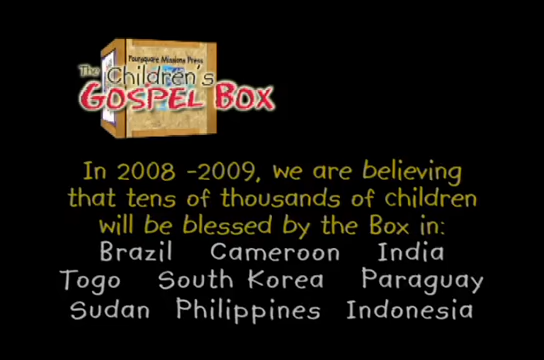 Foursquare Missions Press
The Children's
GOSPEL BOX
In 2008 -2009, we are believing
that tens of thousands of children
will be blessed by the Box in:
Brazil Cameroon India
Togo South Korea Paraguay
Sudan Philippines Indonesia